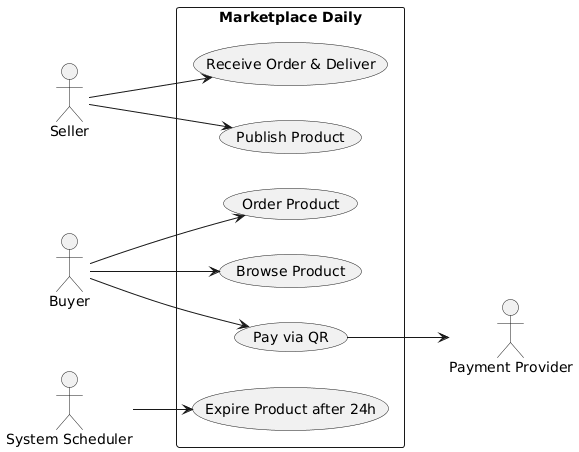 Marketplace Daily
Receive Order & Deliver
Seller
Publish Product
Order Product
Browse Product
Buyer
Pay via QR
Payment Provider
Expire Product after 24h
System Scheduler